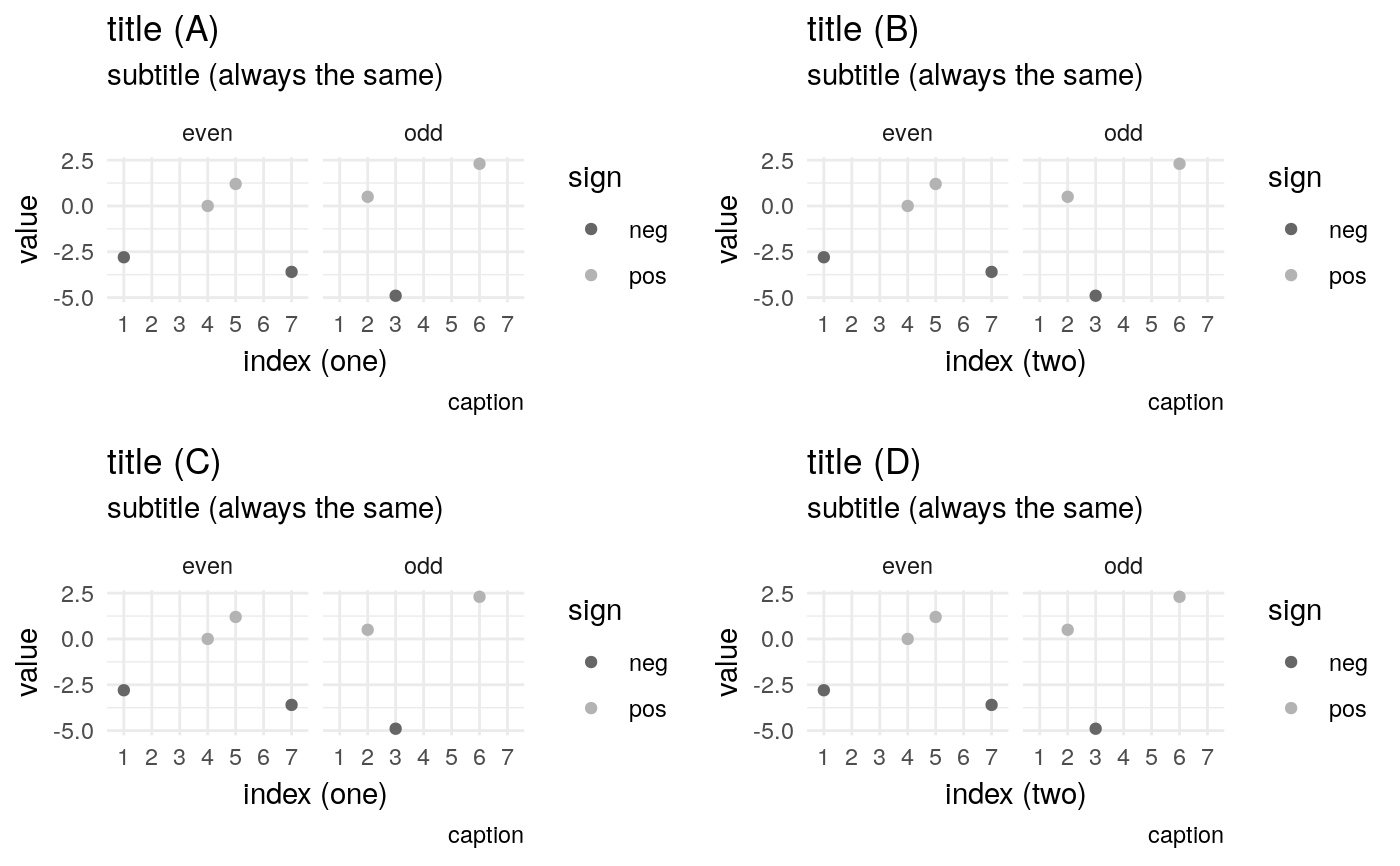 title (A)
subtitle (always the same)
even odd
2.5
0.0
-2.5
-5.0
value
1 2 3 4 5 6 7 1 2 3 4 5 6 7
index (one)
caption
sign
neg
pos
title (B)
subtitle (always the same)
even odd
2.5
0.0
-2.5
-5.0
value
1 2 3 4 5 6 7 1 2 3 4 5 6 7
index (two)
caption
sign
neg
pos
title (C)
subtitle (always the same)
even odd
2.5
0.0
-2.5
-5.0
value
1 2 3 4 5 6 7 1 2 3 4 5 6 7
index (one)
caption
sign
neg
pos
title (D)
subtitle (always the same)
even odd
2.5
0.0
-2.5
-5.0
value
1 2 3 4 5 6 7 1 2 3 4 5 6 7
index (two)
caption
sign
neg
pos